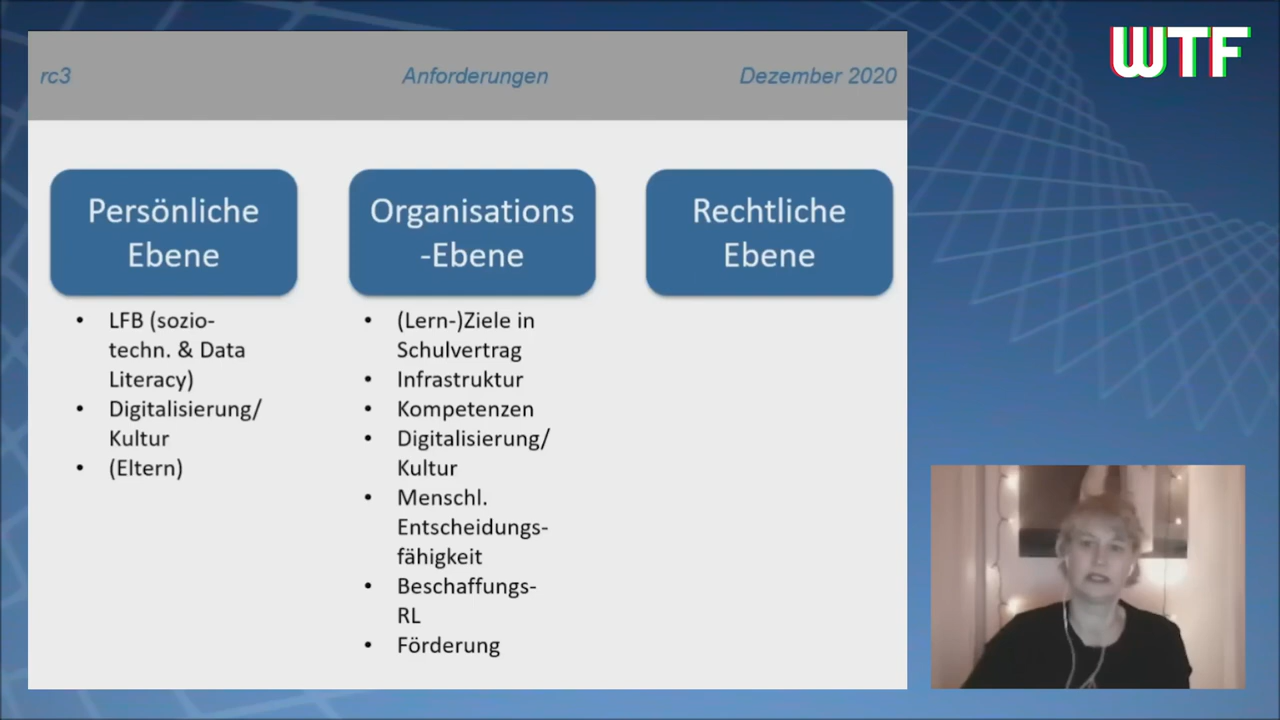 rc3 Anforderungen Dezember 2020
WTF
Persönliche
Ebene
LFB (sozio-
techn. & Data
Literacy)
Digitalisierung/
Kultur
(Eltern)
Organisations
-Ebene
(Lern-)Ziele in
Schulvertrag
Infrastruktur
Kompetenzen
Digitalisierung/
Kultur
Menschl.
Entscheidungs-
fähigkeit
Beschaffungs-
RL
Förderung
Rechtliche
Ebene